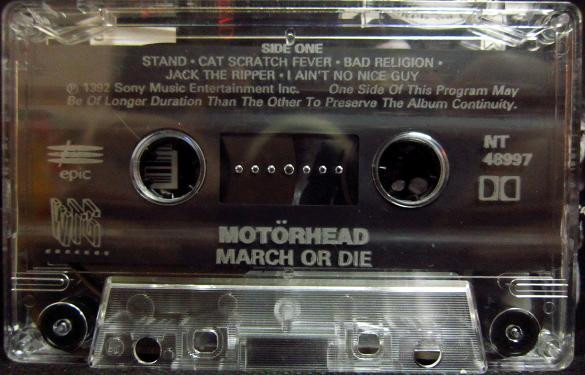 SIDE ONE
STAND • CAT SCRATCH FEVER • BAD RELIGION •
JACK THE RIPPER • I AIN'T NO NICE GUY
℗ 1992 Sony Music Entertainment Inc. One Side Of This Program May
Be Of Longer Duration Than The Other To Preserve The Album Continuity.
epic
NT
48997
WTG
MOTÖRHEAD
MARCH OR DIE